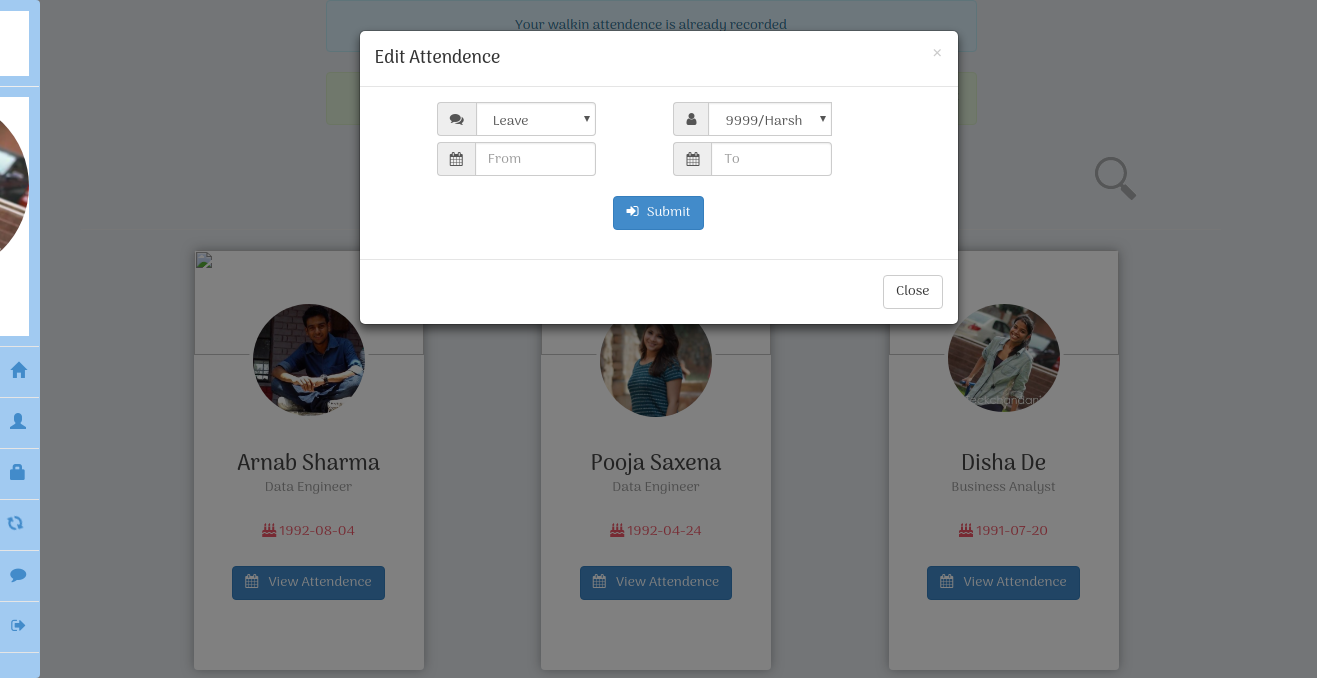 Your walkin attendence is already recorded
Edit Attendence
×
Leave
9999/Harsh
From
To
Submit
Close
Arnab Sharma
Pooja Saxena
Disha De
Data Engineer
Data Engineer
Business Analyst
1992-08-04
1992-04-24
1991-07-20
View Attendence
View Attendence
View Attendence